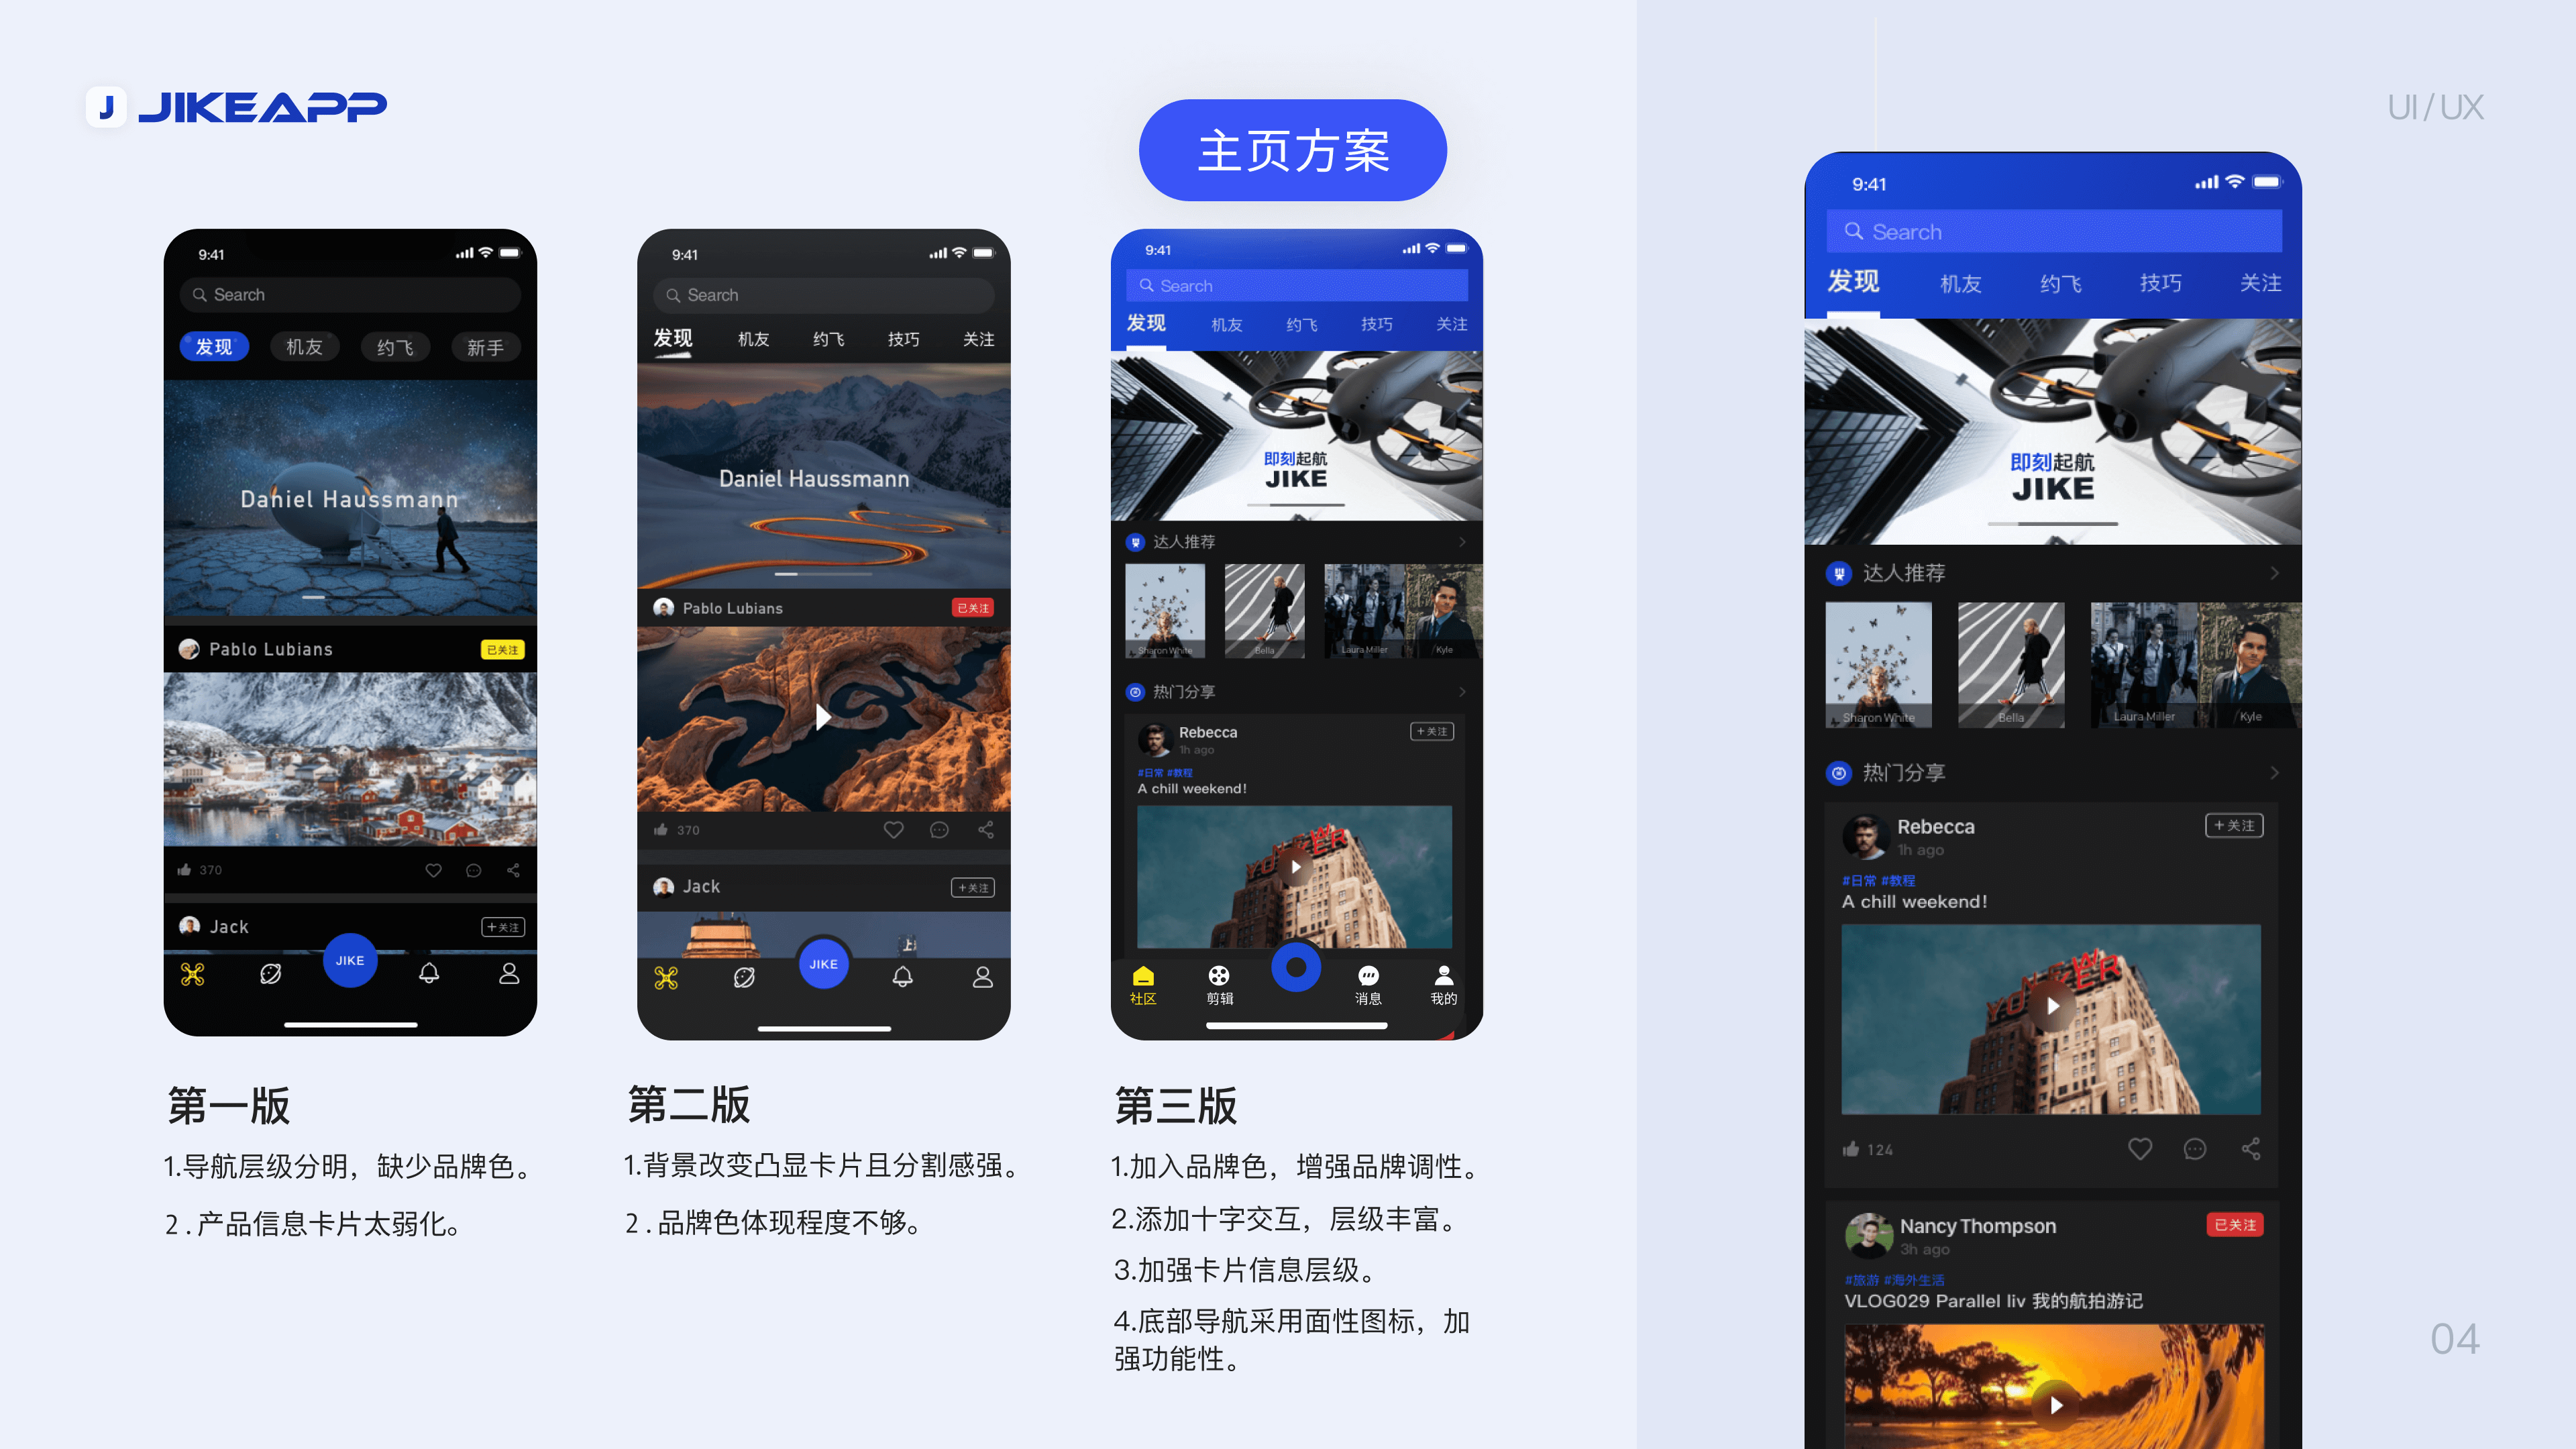 J JIKEAPP
主页方案
UI/UX
9:41
Search
发现 机友 约飞 新手
Daniel Haussmann
Pablo Lubians 已关注
370
Jack +关注
JIKE
第一版
1.导航层级分明，缺少品牌色。
2.产品信息卡片太弱化。
9:41
Search
发现 机友 约飞 技巧 关注
Daniel Haussmann
Pablo Lubians 已关注
370
Jack +关注
JIKE
第二版
1.背景改变凸显卡片且分割感强。
2.品牌色体现程度不够。
9:41
Search
发现 机友 约飞 技巧 关注
即刻起航
JIKE
达人推荐
Sharon White Bella Laura Miller Kyle
热门分享
Rebecca +关注
1h ago
#日常 #教程
A chill weekend!
YONKER
社区 剪辑 消息 我的
第三版
1.加入品牌色，增强品牌调性。
2.添加十字交互，层级丰富。
3.加强卡片信息层级。
4.底部导航采用面性图标，加
强功能性。
9:41
Search
发现 机友 约飞 技巧 关注
即刻起航
JIKE
达人推荐
Sharon White Bella Laura Miller Kyle
热门分享
Rebecca +关注
1h ago
#日常 #教程
A chill weekend!
YONKER
124
Nancy Thompson 已关注
3h ago
#旅游 #海外生活
VLOG029 Parallel liv 我的航拍游记
04